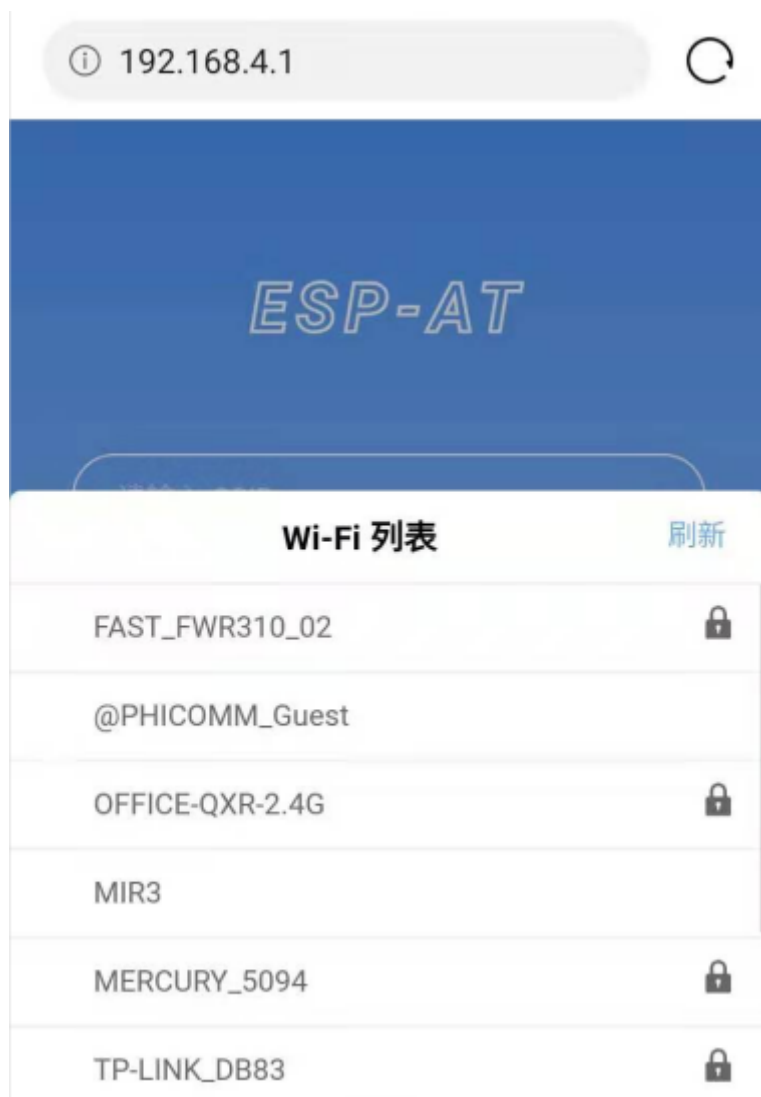 192.168.4.1
ESP-AT
Wi-Fi 列表
刷新
FAST_FWR310_02
@PHICOMM_Guest
OFFICE-QXR-2.4G
MIR3
MERCURY_5094
TP-LINK_DB83